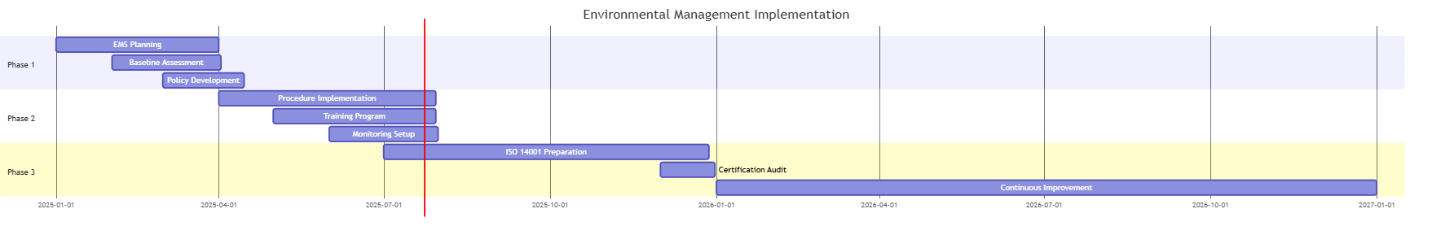 Environmental Management Implementation
Phase 1
EMS Planning
Baseline Assessment
Policy Development
Phase 2
Procedure Implementation
Training Program
Monitoring Setup
Phase 3
ISO 14001 Preparation
Certification Audit
Continuous Improvement
2025-01-01 2025-04-01 2025-07-01 2025-10-01 2026-01-01 2026-04-01 2026-07-01 2026-10-01 2027-01-01